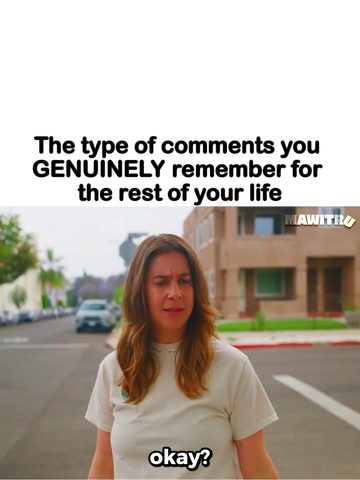 The type of comments you
GENUINELY remember for
the rest of your life
MAWITRU
okay?